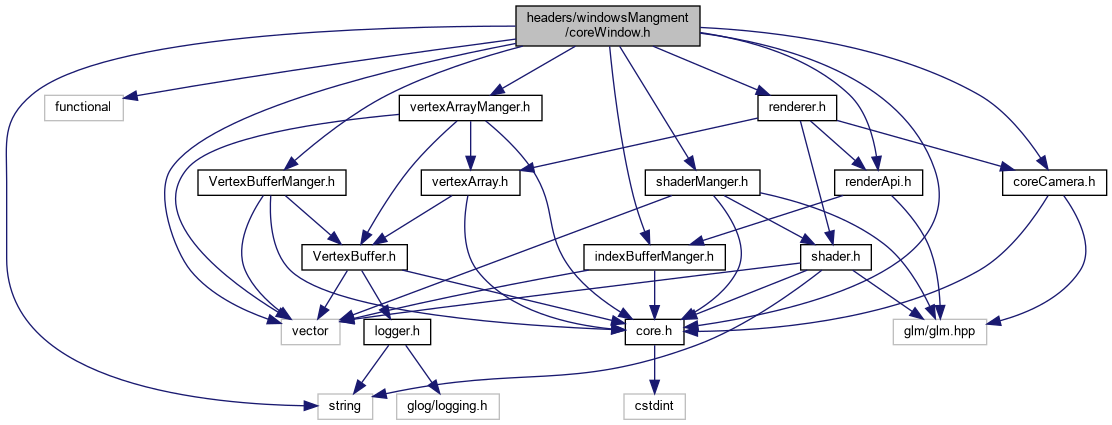 headers/windowsMangment
/coreWindow.h
functional
vertexArrayManger.h
renderer.h
VertexBufferManger.h
vertexArray.h
shaderManger.h
renderApi.h
coreCamera.h
VertexBuffer.h
indexBufferManger.h
shader.h
vector
logger.h
core.h
glm/glm.hpp
string
glog/logging.h
cstdint